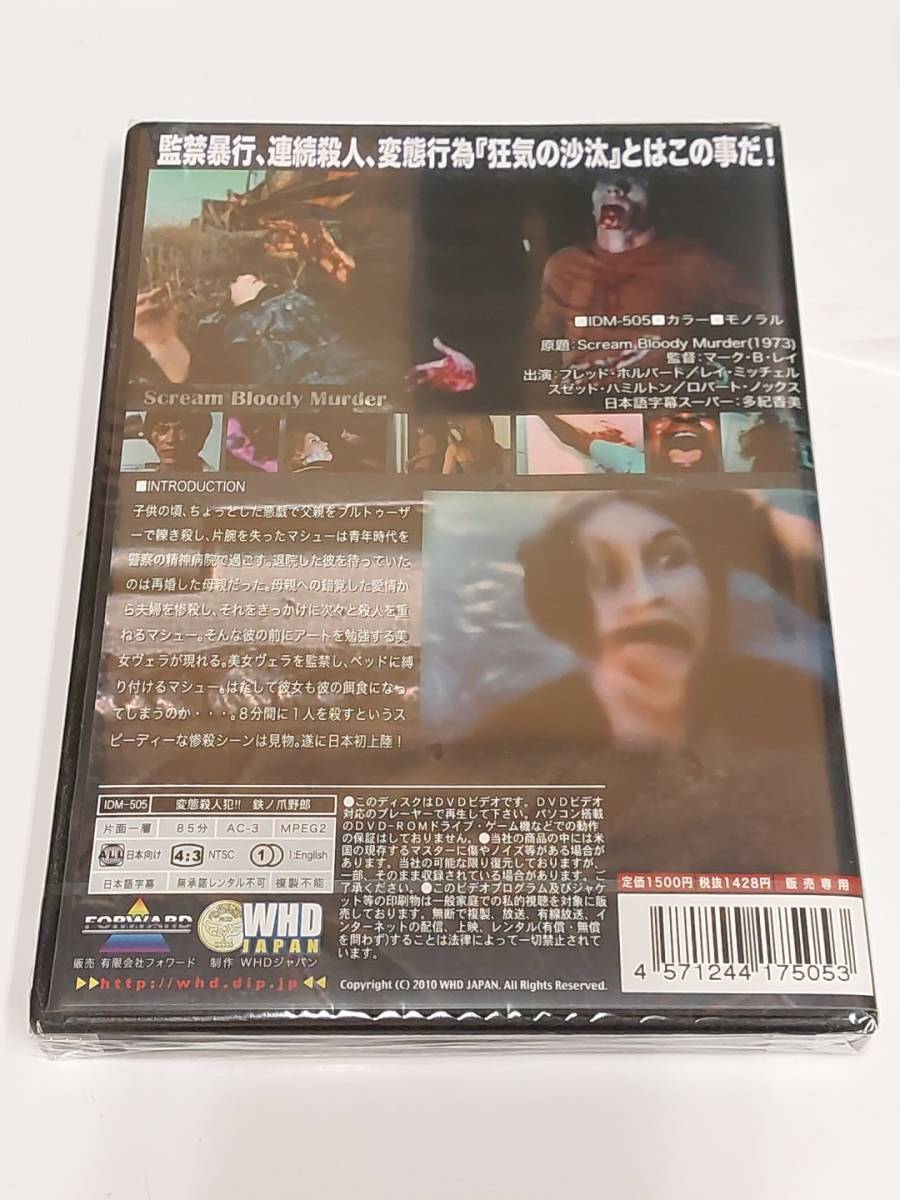 監禁暴行、連続殺人、変態行為『狂気の沙汰』とはこの事だ！
■IDM-505■カラー■モノラル
原題：Scream Bloody Murder(1973)
監督：マーク・B・レイ
出演：フレッド・ホルバート／レイ・ミッチェル
スゼッド・ハミルトン／ロバート・ノックス
日本語字幕スーパー：多紀香美
Scream Bloody Murder
■INTRODUCTION
子供の頃、ちょっとした悪戯で父親をブルトゥーザー
で轢き殺し、片腕を失ったマシューは青年時代を
警察の精神病院で過ごす。退院した彼を待っていた
のは再婚した母親だった。母親への錯覚した愛情か
ら夫婦を惨殺し、それをきっかけに次々と殺人を重
ねるマシュー。そんな彼の前にアートを勉強する美
女ヴェラが現れる。美女ヴェラを監禁し、ベッドに縛
り付けるマシュー。はたして彼女も彼の餌食になっ
てしまうのか・・・。8分間に1人を殺すというス
ピーディーな惨殺シーンは見物。遂に日本初上陸！
IDM-505 変態殺人犯!! 鉄ノ爪野郎
片面一層 85分 AC-3 MPEG2
日本向け 4:3 NTSC 1 1:English
日本語字幕 無承諾レンタル不可 複製不能
FORWARD WHD JAPAN
販売 有限会社フォワード 制作 WHDジャパン
▶▶http://whd.dip.jp◀◀
●このディスクはDVDビデオです。DVDビデオ
対応のプレーヤーで再生して下さい。パソコン搭載
のDVD-ROMドライブ・ゲーム機などでの動作
の保証はしておりません。●当社の商品の中には米
国の現存するマスターに傷やノイズ等がある場合が
あります。当社の可能な限り復元しておりますが、
一部、そのまま収録されている場合があります。ご
了承ください。●このビデオプログラム及びジャケ
ット等の印刷物は一般家庭での私的視聴を対象に販
売しております。無断で複製、放送、有線放送、イ
ンターネットの配信、上映、レンタル(有償・無償
を問わず)することは法律によって一切禁止されて
います。
Copyright (C) 2010 WHD JAPAN. All Rights Reserved.
定価1500円 税抜1428円 販売専用
4 571244 175053